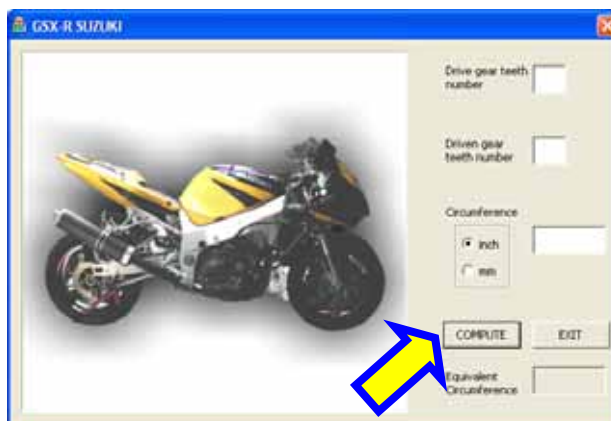 GSX-R SUZUKI
Drive gear teeth
number
Driven gear
teeth number
Circumference
inch
mm
COMPUTE
EXIT
Equivalent
Circumference